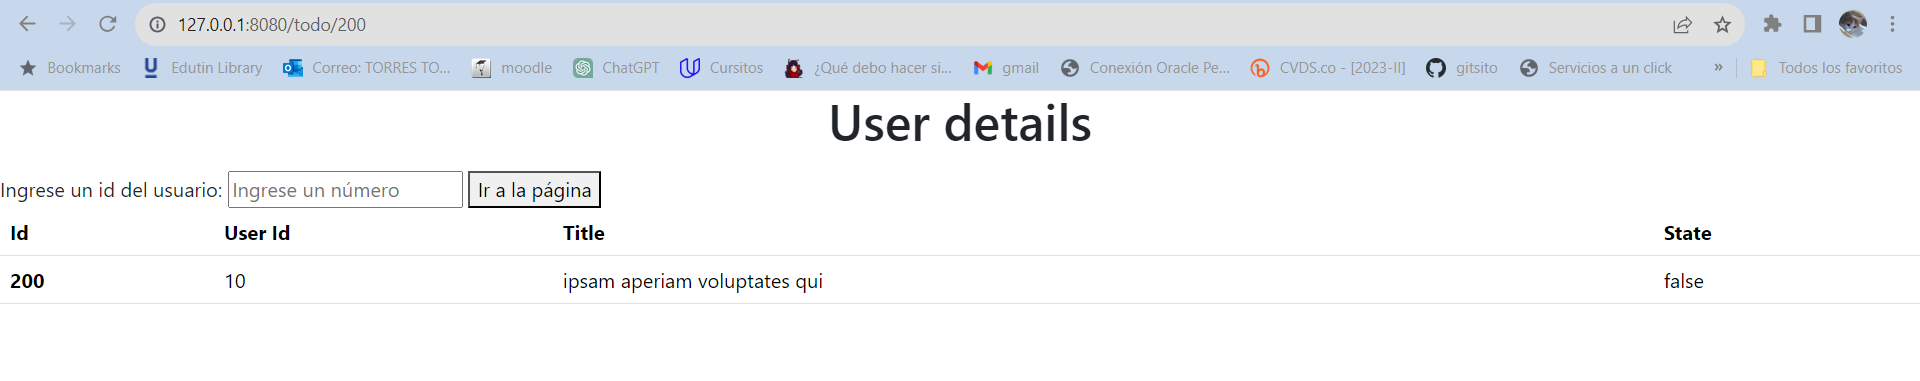 127.0.0.1:8080/todo/200
Bookmarks Edutin Library Correo: TORRES TO... moodle ChatGPT Cursitos ¿Qué debo hacer si... gmail Conexión Oracle Pe... CVDS.co - [2023-II] gitsito Servicios a un click » Todos los favoritos
User details
Ingrese un id del usuario: Ingrese un número Ir a la página
Id User Id Title State
200 10 ipsam aperiam voluptates qui false